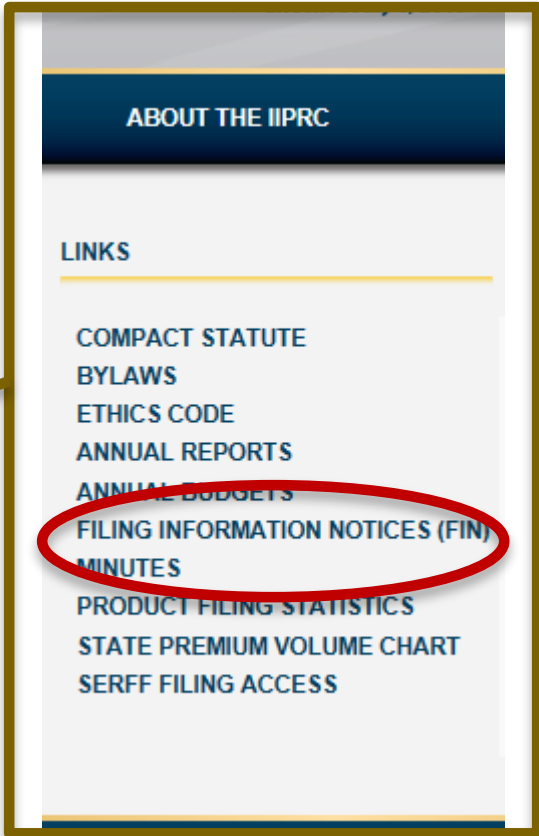 ABOUT THE IIPRC
LINKS
COMPACT STATUTE
BYLAWS
ETHICS CODE
ANNUAL REPORTS
ANNUAL BUDGETS
FILING INFORMATION NOTICES (FIN)
MINUTES
PRODUCT FILING STATISTICS
STATE PREMIUM VOLUME CHART
SERFF FILING ACCESS